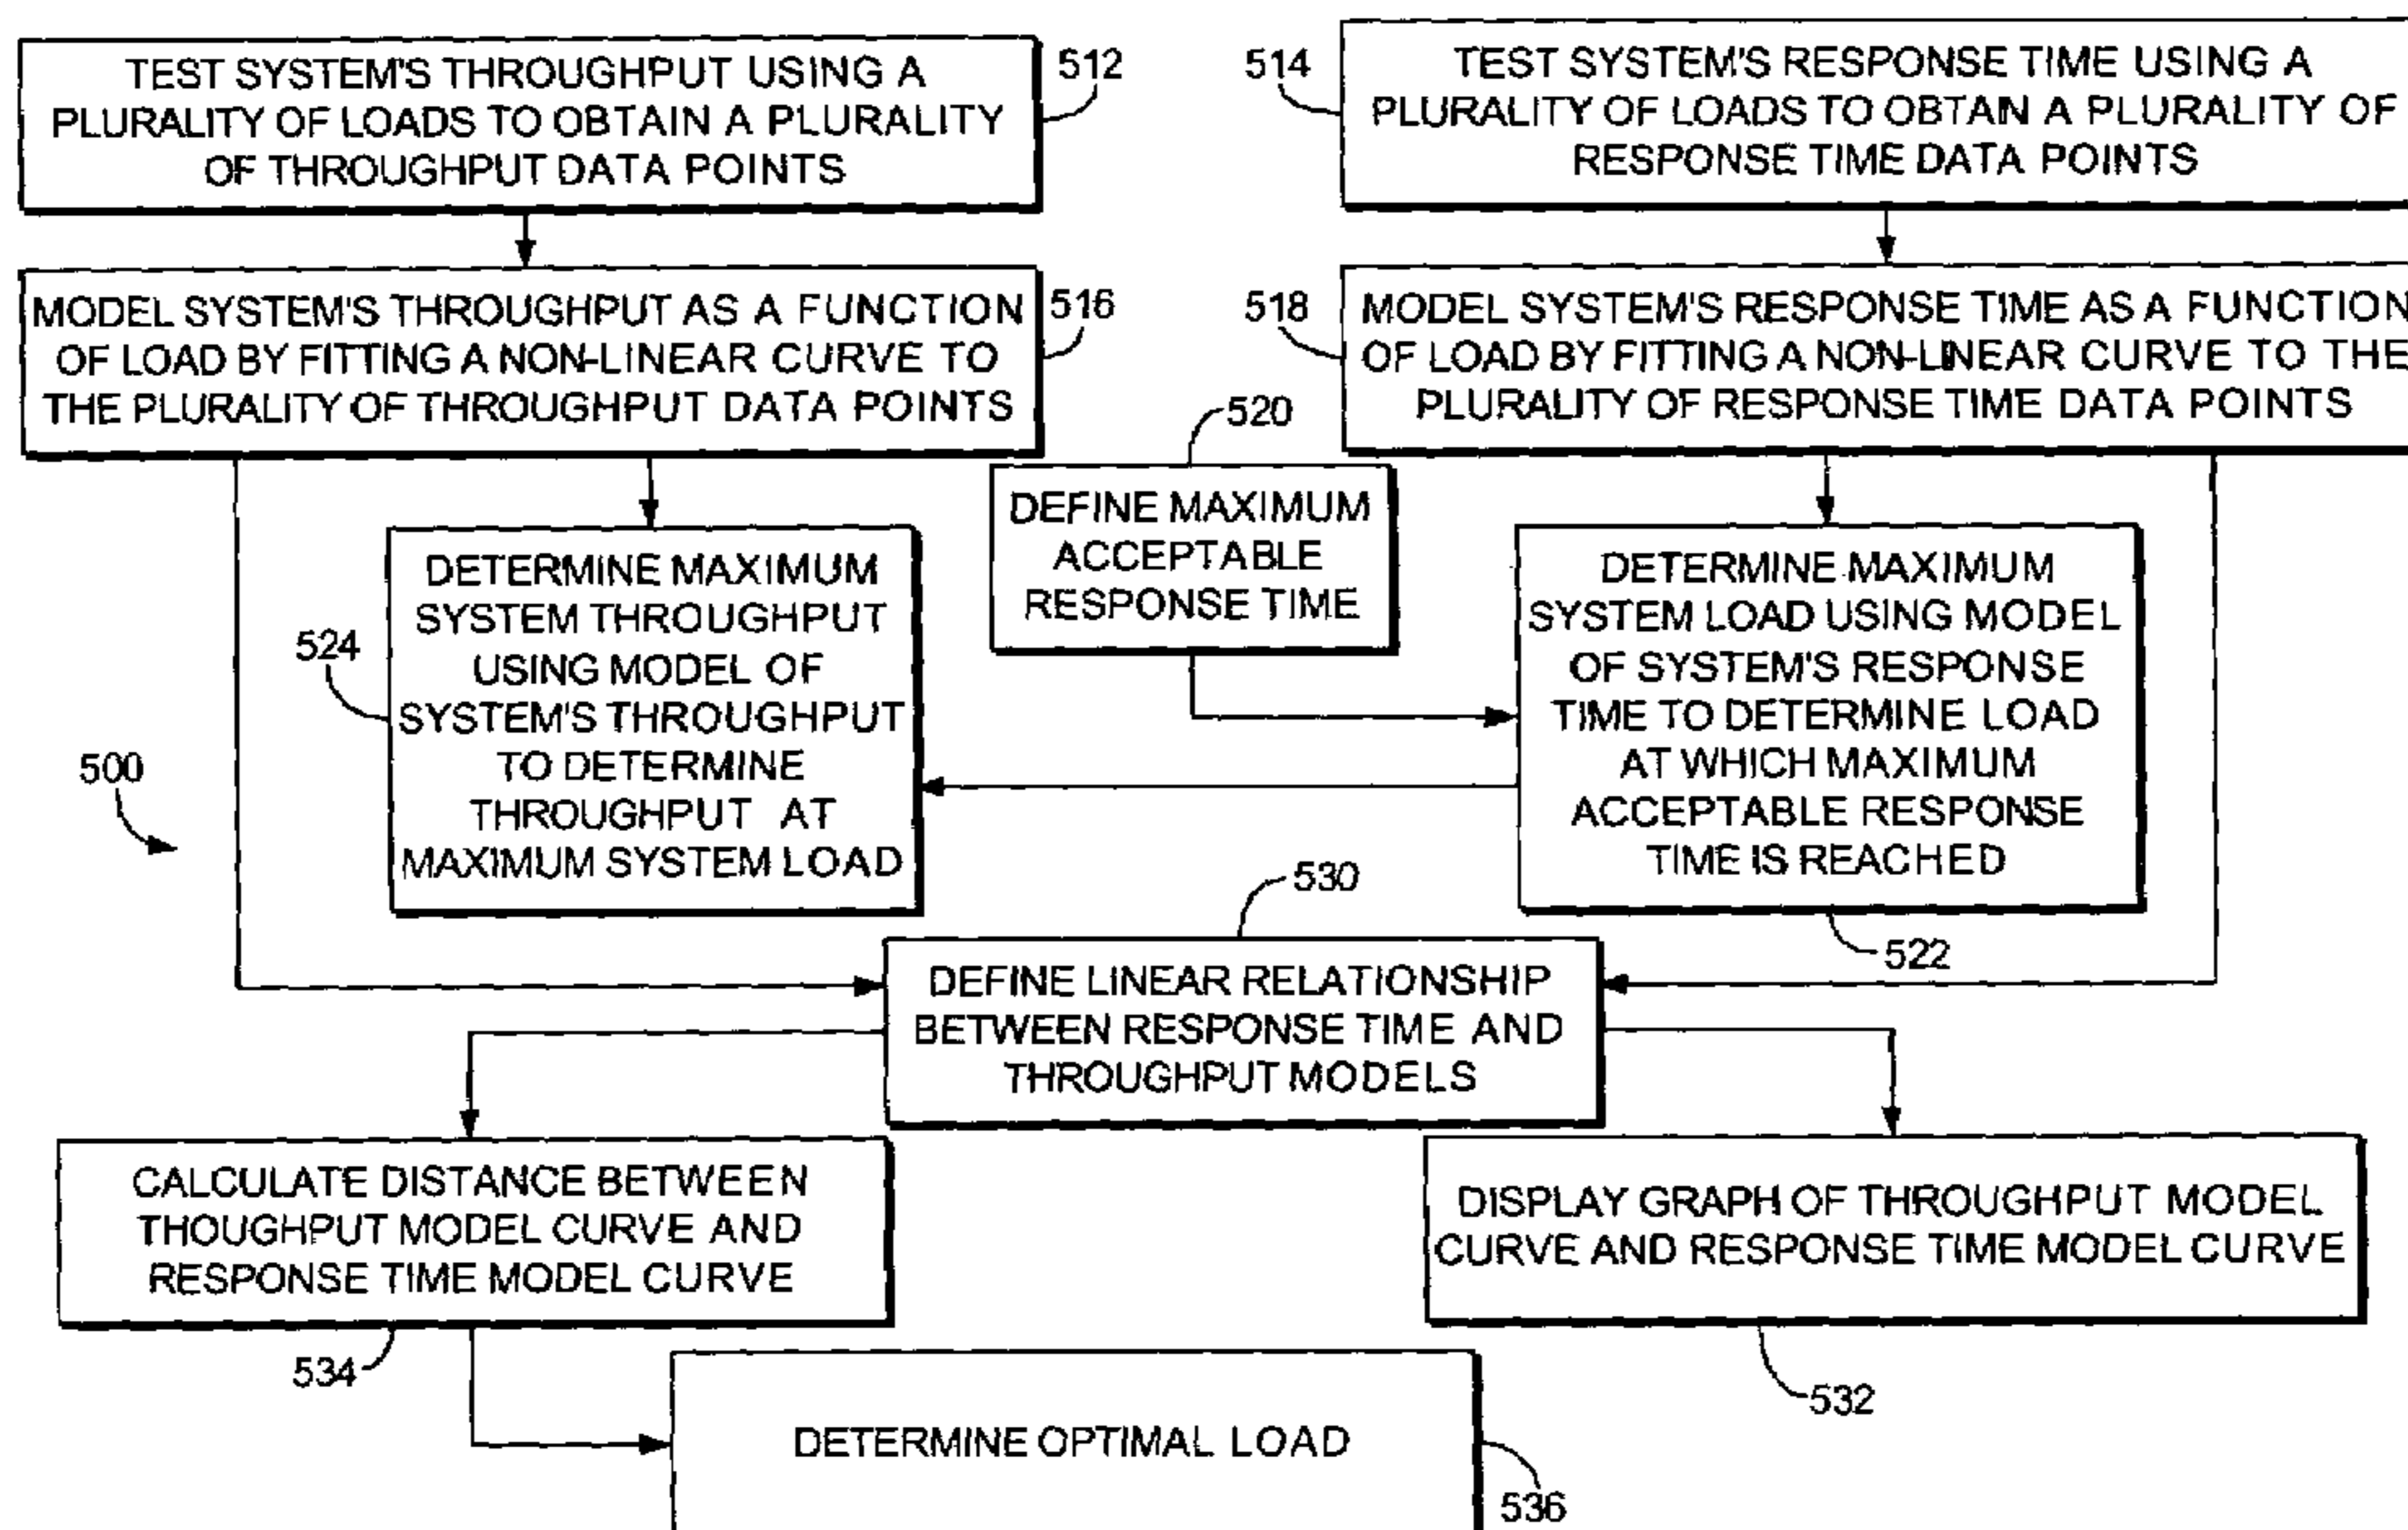 TEST SYSTEM'S THROUGHPUT USING A
PLURALITY OF LOADS TO OBTAIN A PLURALITY
OF THROUGHPUT DATA POINTS
512
514
TEST SYSTEM'S RESPONSE TIME USING A
PLURALITY OF LOADS TO OBTAIN A PLURALITY OF
RESPONSE TIME DATA POINTS
MODEL SYSTEM'S THROUGHPUT AS A FUNCTION
OF LOAD BY FITTING A NON-LINEAR CURVE TO
THE PLURALITY OF THROUGHPUT DATA POINTS
516
518
MODEL SYSTEM'S RESPONSE TIME AS A FUNCTION
OF LOAD BY FITTING A NON-LINEAR CURVE TO THE
PLURALITY OF RESPONSE TIME DATA POINTS
520
DEFINE MAXIMUM
ACCEPTABLE
RESPONSE TIME
524
DETERMINE MAXIMUM
SYSTEM THROUGHPUT
USING MODEL OF
SYSTEM'S THROUGHPUT
TO DETERMINE
THROUGHPUT AT
MAXIMUM SYSTEM LOAD
DETERMINE MAXIMUM
SYSTEM LOAD USING MODEL
OF SYSTEM'S RESPONSE
TIME TO DETERMINE LOAD
AT WHICH MAXIMUM
ACCEPTABLE RESPONSE
TIME IS REACHED
522
500
530
DEFINE LINEAR RELATIONSHIP
BETWEEN RESPONSE TIME AND
THROUGHPUT MODELS
CALCULATE DISTANCE BETWEEN
THOUGHPUT MODEL CURVE AND
RESPONSE TIME MODEL CURVE
534
DISPLAY GRAPH OF THROUGHPUT MODEL
CURVE AND RESPONSE TIME MODEL CURVE
532
DETERMINE OPTIMAL LOAD
536